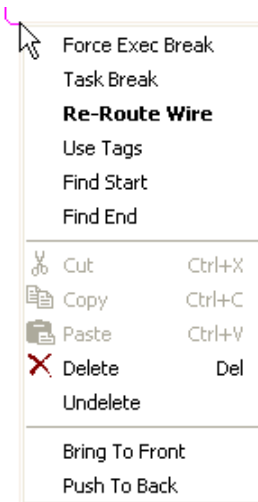 Force Exec Break
Task Break
Re-Route Wire
Use Tags
Find Start
Find End
Cut Ctrl+X
Copy Ctrl+C
Paste Ctrl+V
Delete Del
Undelete
Bring To Front
Push To Back